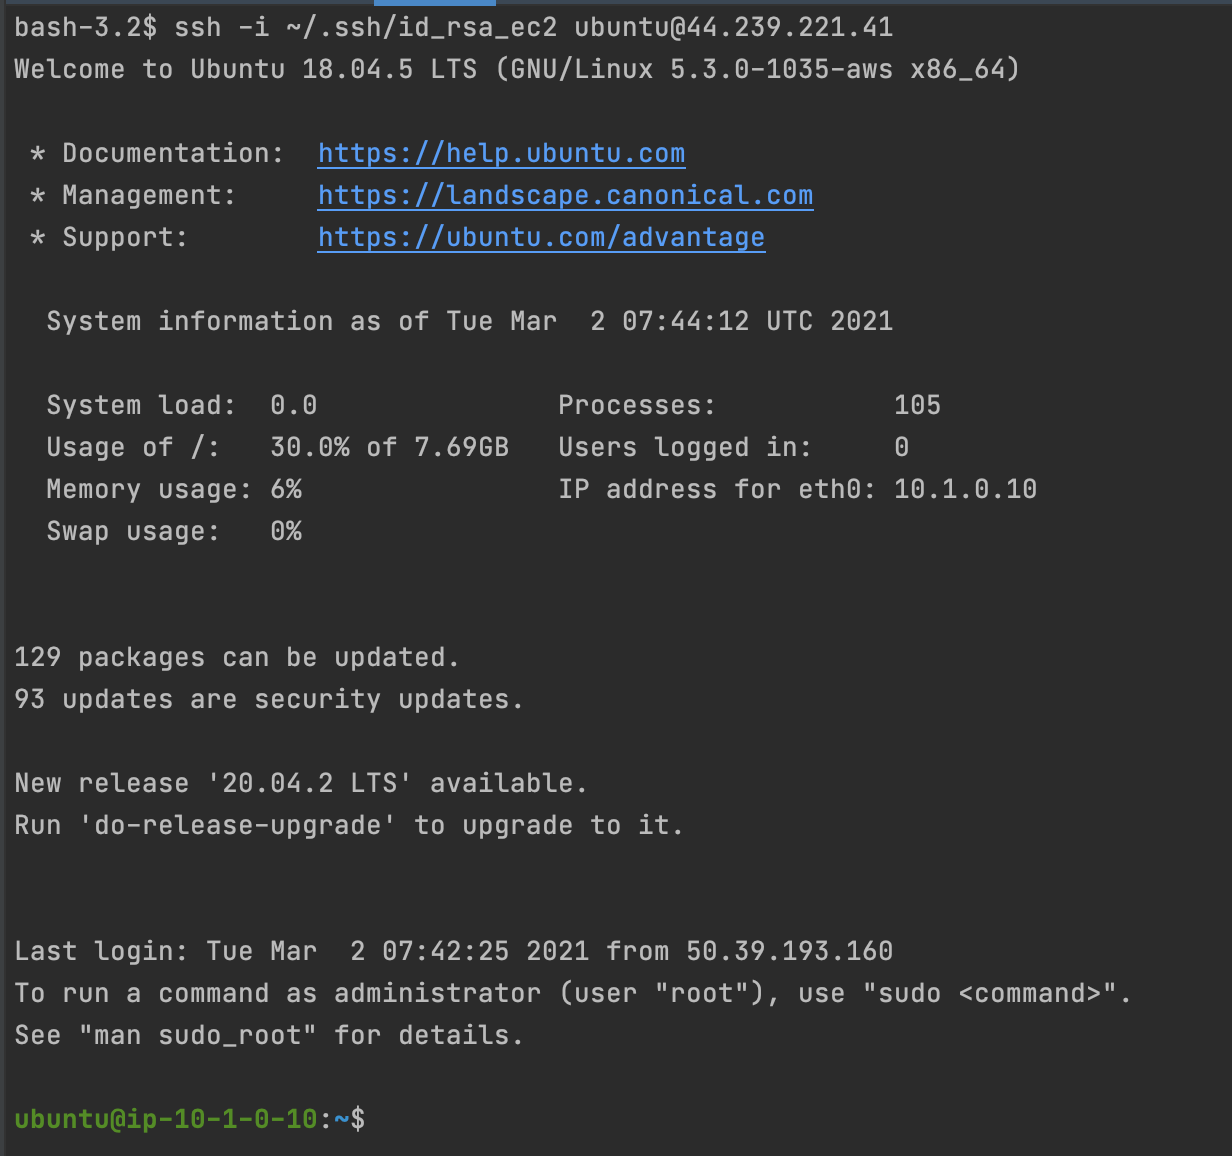 bash-3.2$ ssh -i ~/.ssh/id_rsa_ec2 ubuntu@44.239.221.41
Welcome to Ubuntu 18.04.5 LTS (GNU/Linux 5.3.0-1035-aws x86_64)

 * Documentation:  https://help.ubuntu.com
 * Management:     https://landscape.canonical.com
 * Support:        https://ubuntu.com/advantage

  System information as of Tue Mar  2 07:44:12 UTC 2021

  System load:  0.0               Processes:           105
  Usage of /:   30.0% of 7.69GB   Users logged in:     0
  Memory usage: 6%                IP address for eth0: 10.1.0.10
  Swap usage:   0%


129 packages can be updated.
93 updates are security updates.

New release '20.04.2 LTS' available.
Run 'do-release-upgrade' to upgrade to it.


Last login: Tue Mar  2 07:42:25 2021 from 50.39.193.160
To run a command as administrator (user "root"), use "sudo <command>".
See "man sudo_root" for details.

ubuntu@ip-10-1-0-10:~$